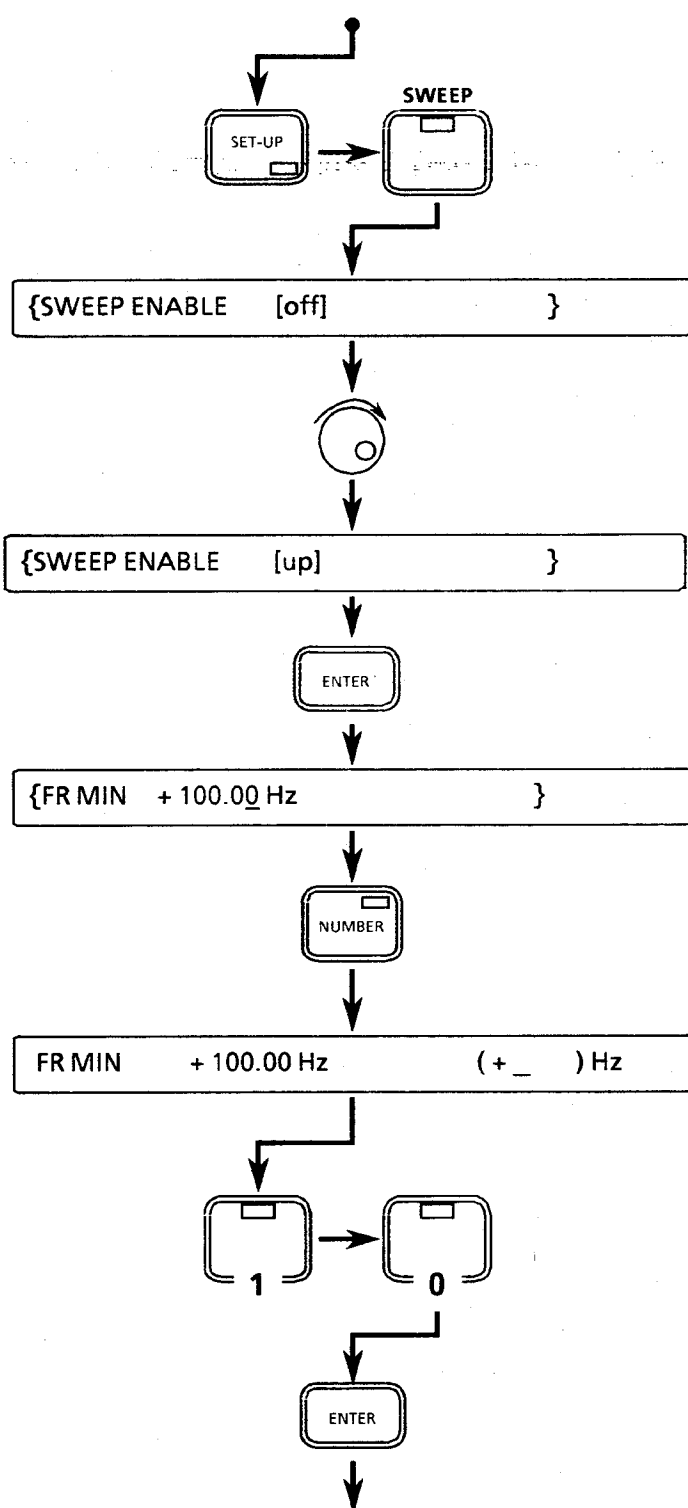 SWEEP
SET-UP
{SWEEP ENABLE [off] }
{SWEEP ENABLE [up] }
ENTER
{FR MIN + 100.00 Hz }
NUMBER
FR MIN + 100.00 Hz (+ _ ) Hz
1 0
ENTER